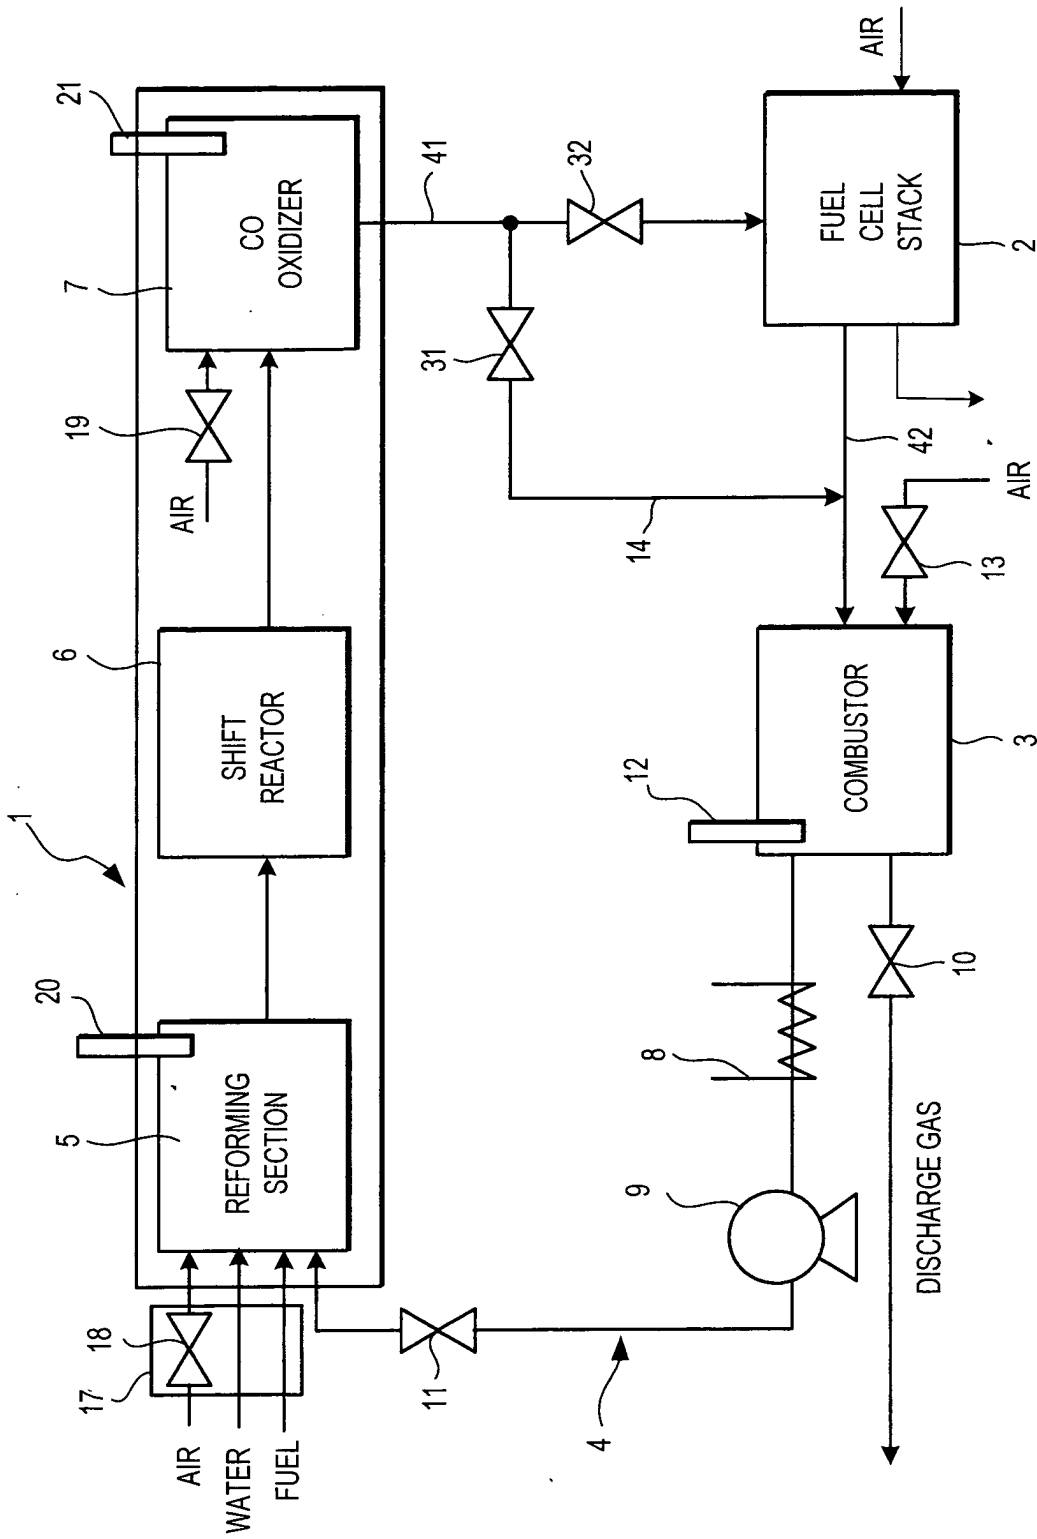 1
20
5
REFORMING
SECTION
6
SHIFT
REACTOR
AIR
19
7
21
CO
OXIDIZER
17
18
AIR
WATER
FUEL
11
4
9
8
12
14
31
41
32
COMBUSTOR
3
10
DISCHARGE GAS
42
13
AIR
FUEL
CELL
STACK
2
AIR